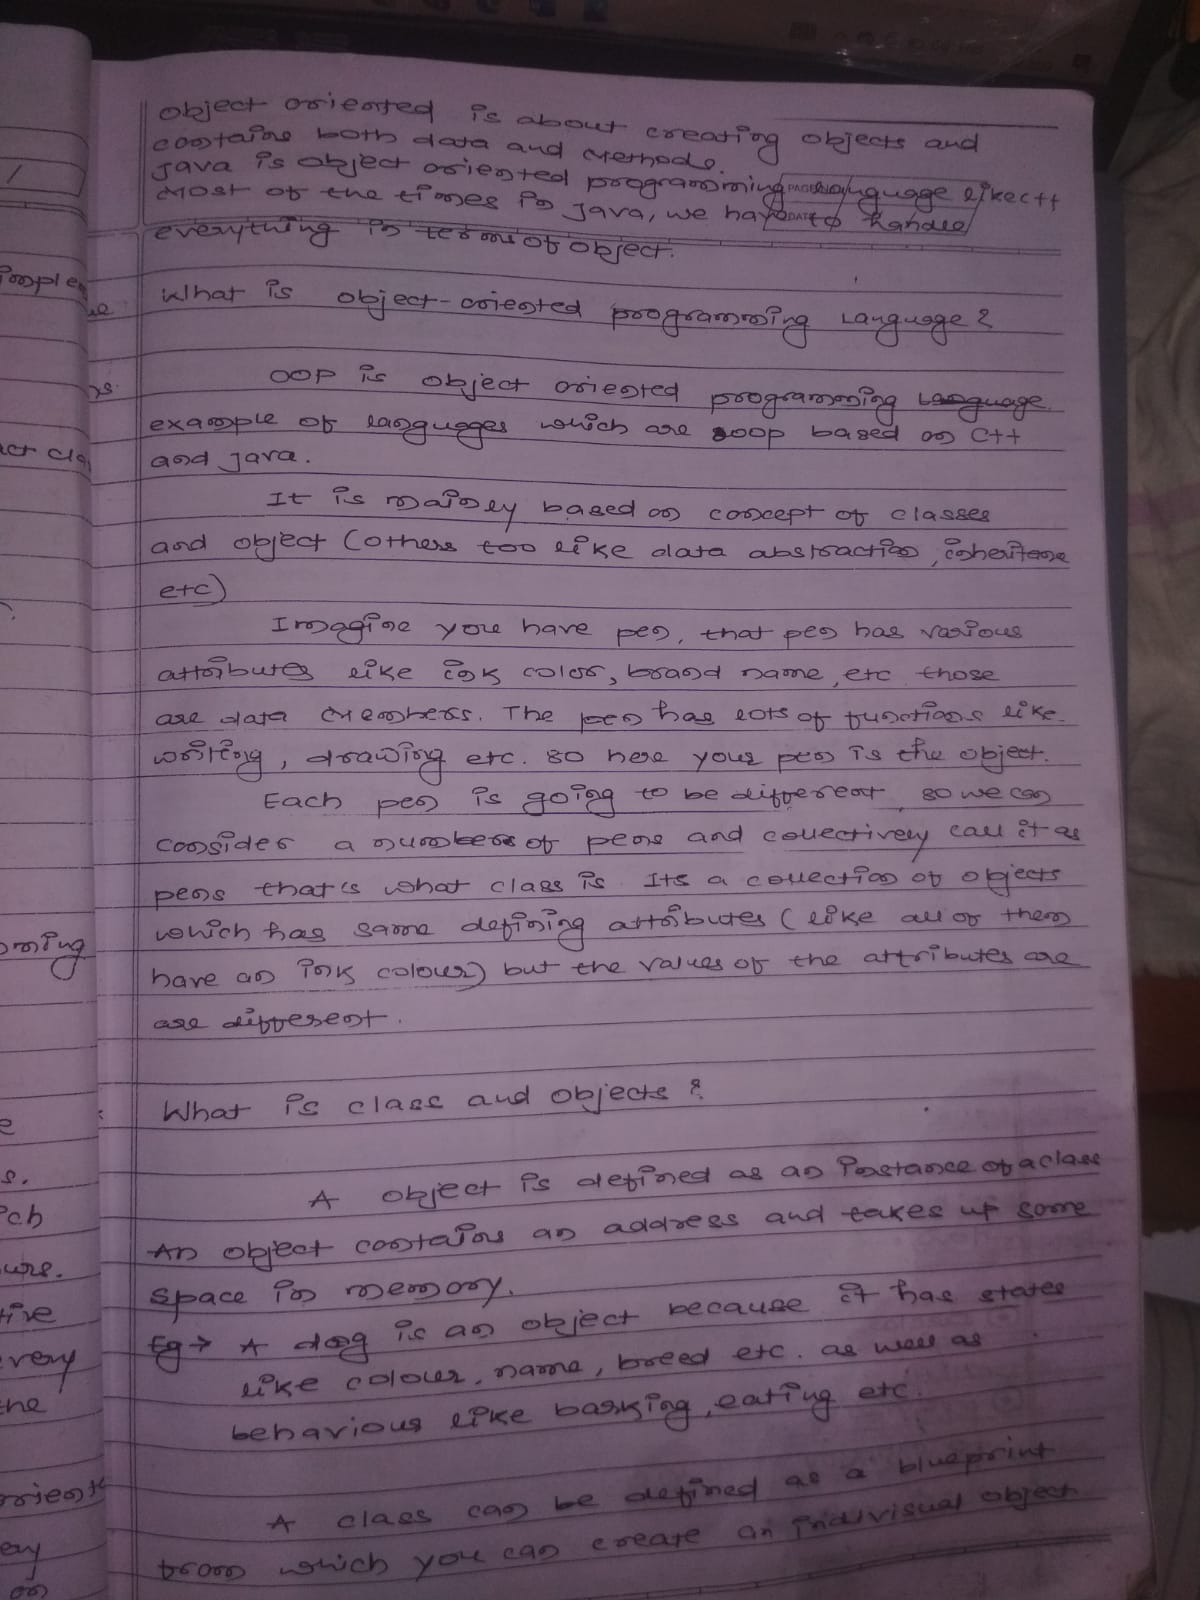 object oriented is about creating objects and
contains both data and methods.
Java is object oriented programming language like c++
Most of the times in Java, we have to handle
everything in terms of object.
What is object-oriented programming Language?
OOP is object oriented programming language.
example of languages which are oop based on C++
and Java.
It is mainly based on concept of classes
and object (others too like data abstraction, inheritance
etc)
Imagine you have pen, that pen has various
attributes like ink color, brand name, etc those
are data members. The pen has lots of functions like
writing, drawing etc. so here your pen is the object.
Each pen is going to be different, so we can
consider a numbers of pens and collectively call it as
pens that's what class is. Its a collection of objects
which has same defining attributes (like all of them
have an ink colour) but the values of the attributes are
are different.
What is class and objects?
A object is defined as an instance of a class
An object contains an address and takes up some
space in memory.
Eg → A dog is an object because it has states
like colour, name, breed etc. as well as
behaviour like barking, eating etc.
A class can be defined as a blueprint
from which you can create an indivisual object